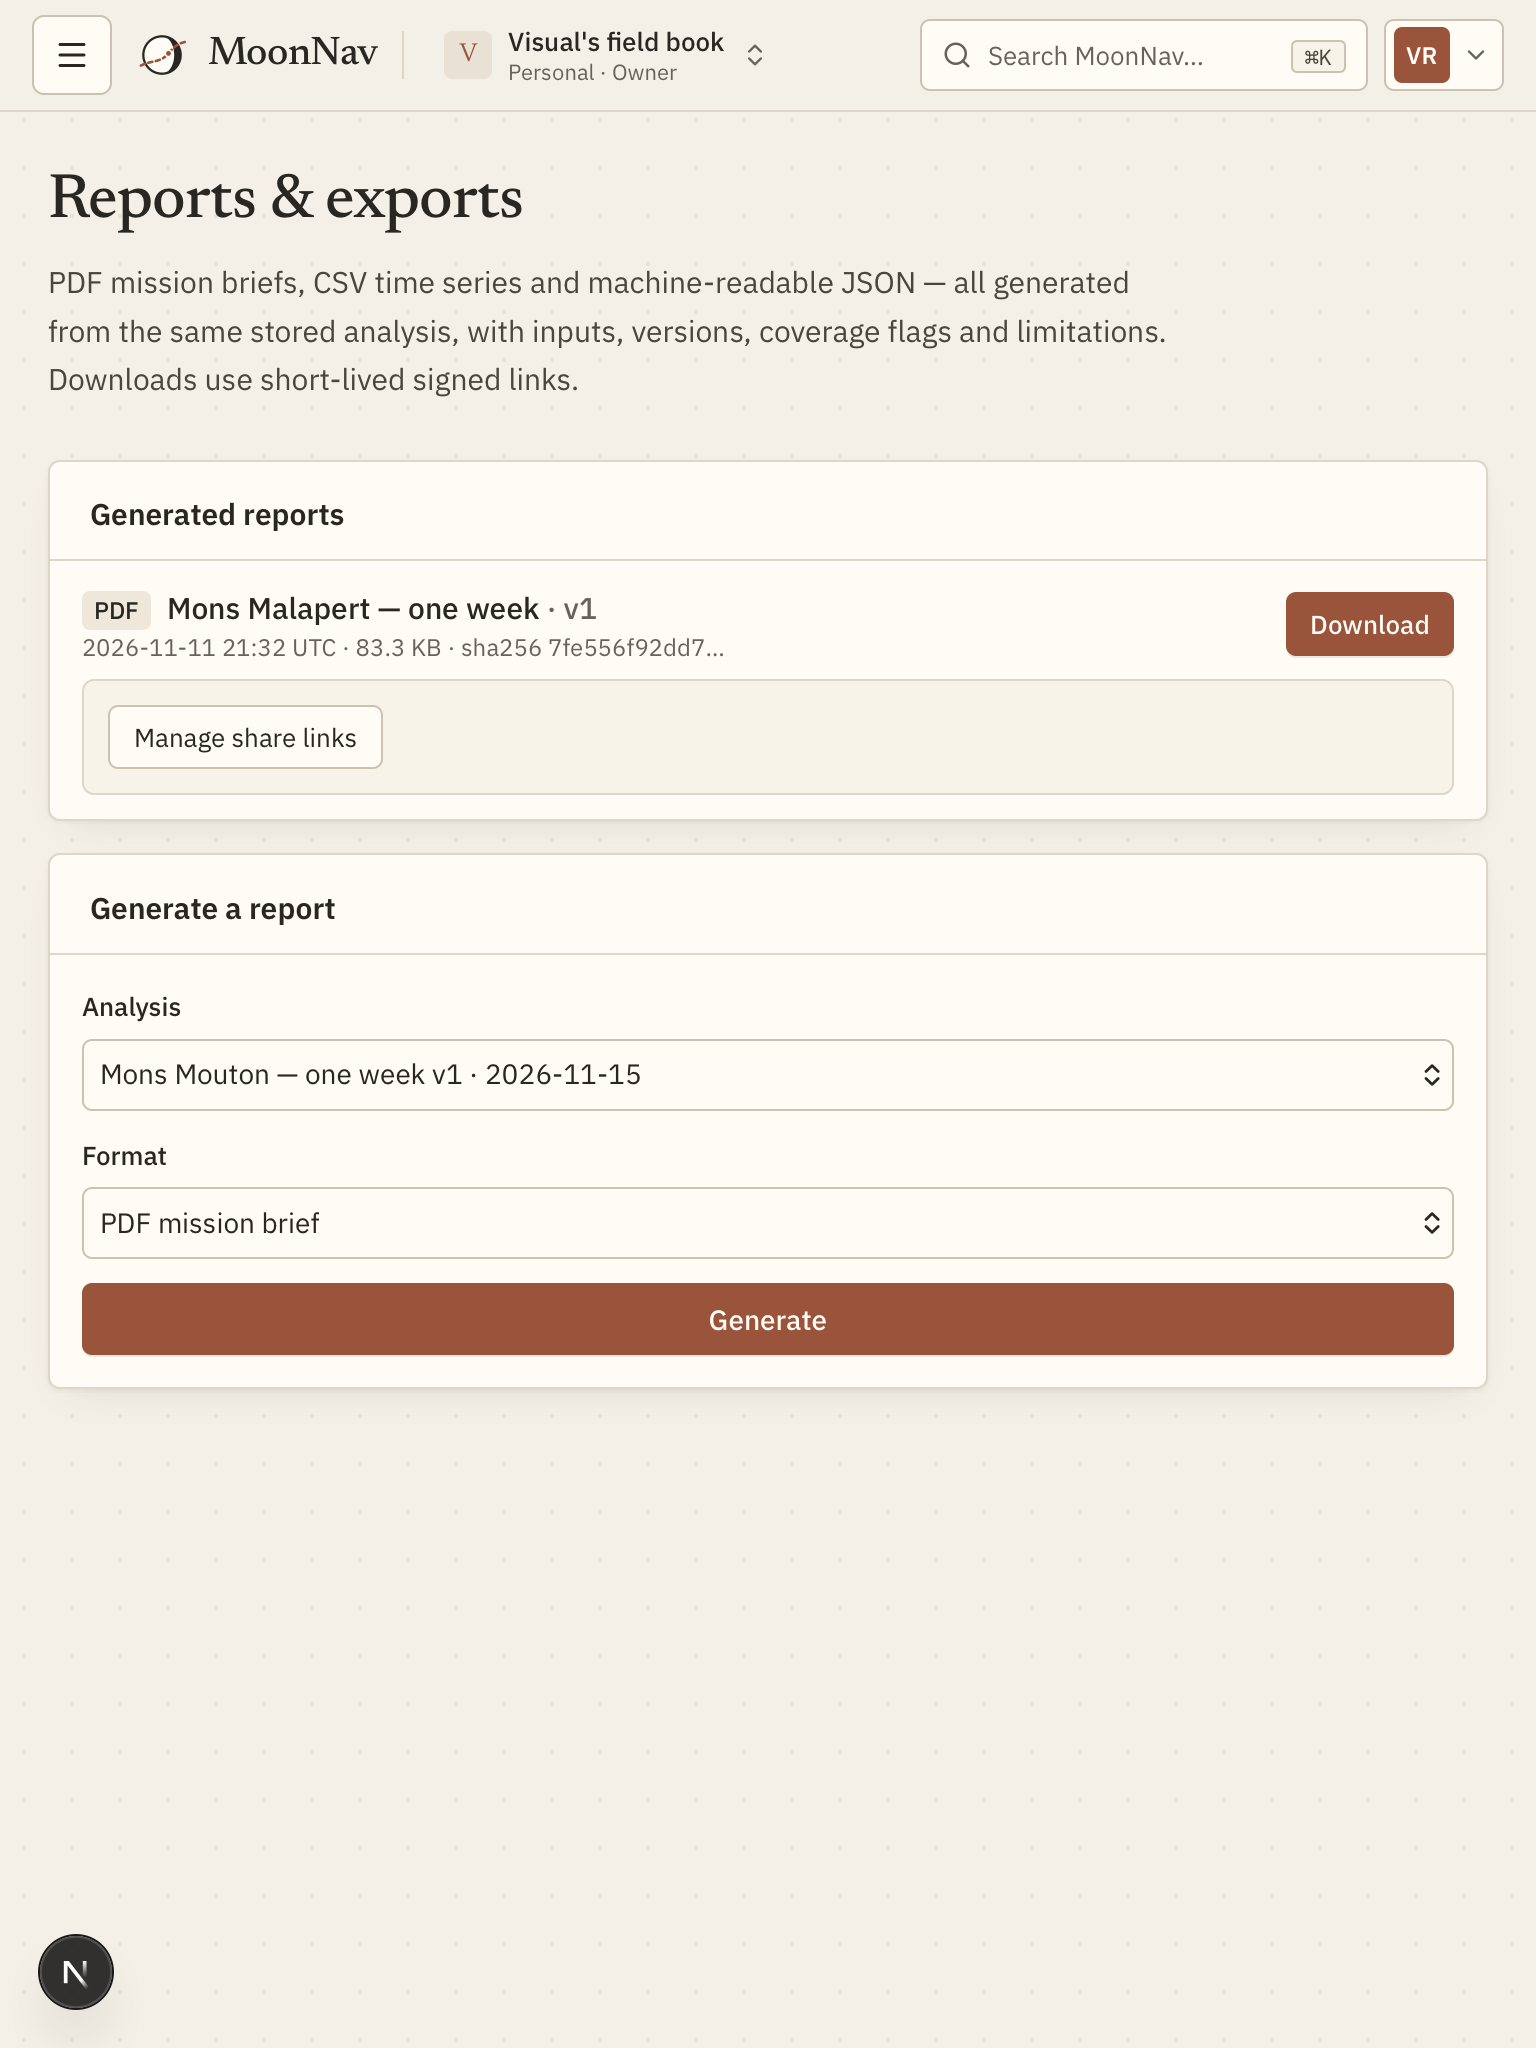 MoonNav
V
Visual's field book
Personal · Owner
Search MoonNav...
⌘K
VR
Reports & exports
PDF mission briefs, CSV time series and machine-readable JSON — all generated
from the same stored analysis, with inputs, versions, coverage flags and limitations.
Downloads use short-lived signed links.
Generated reports
PDF
Mons Malapert — one week · v1
2026-11-11 21:32 UTC · 83.3 KB · sha256 7fe556f92dd7…
Download
Manage share links
Generate a report
Analysis
Mons Mouton — one week v1 · 2026-11-15
Format
PDF mission brief
Generate
N